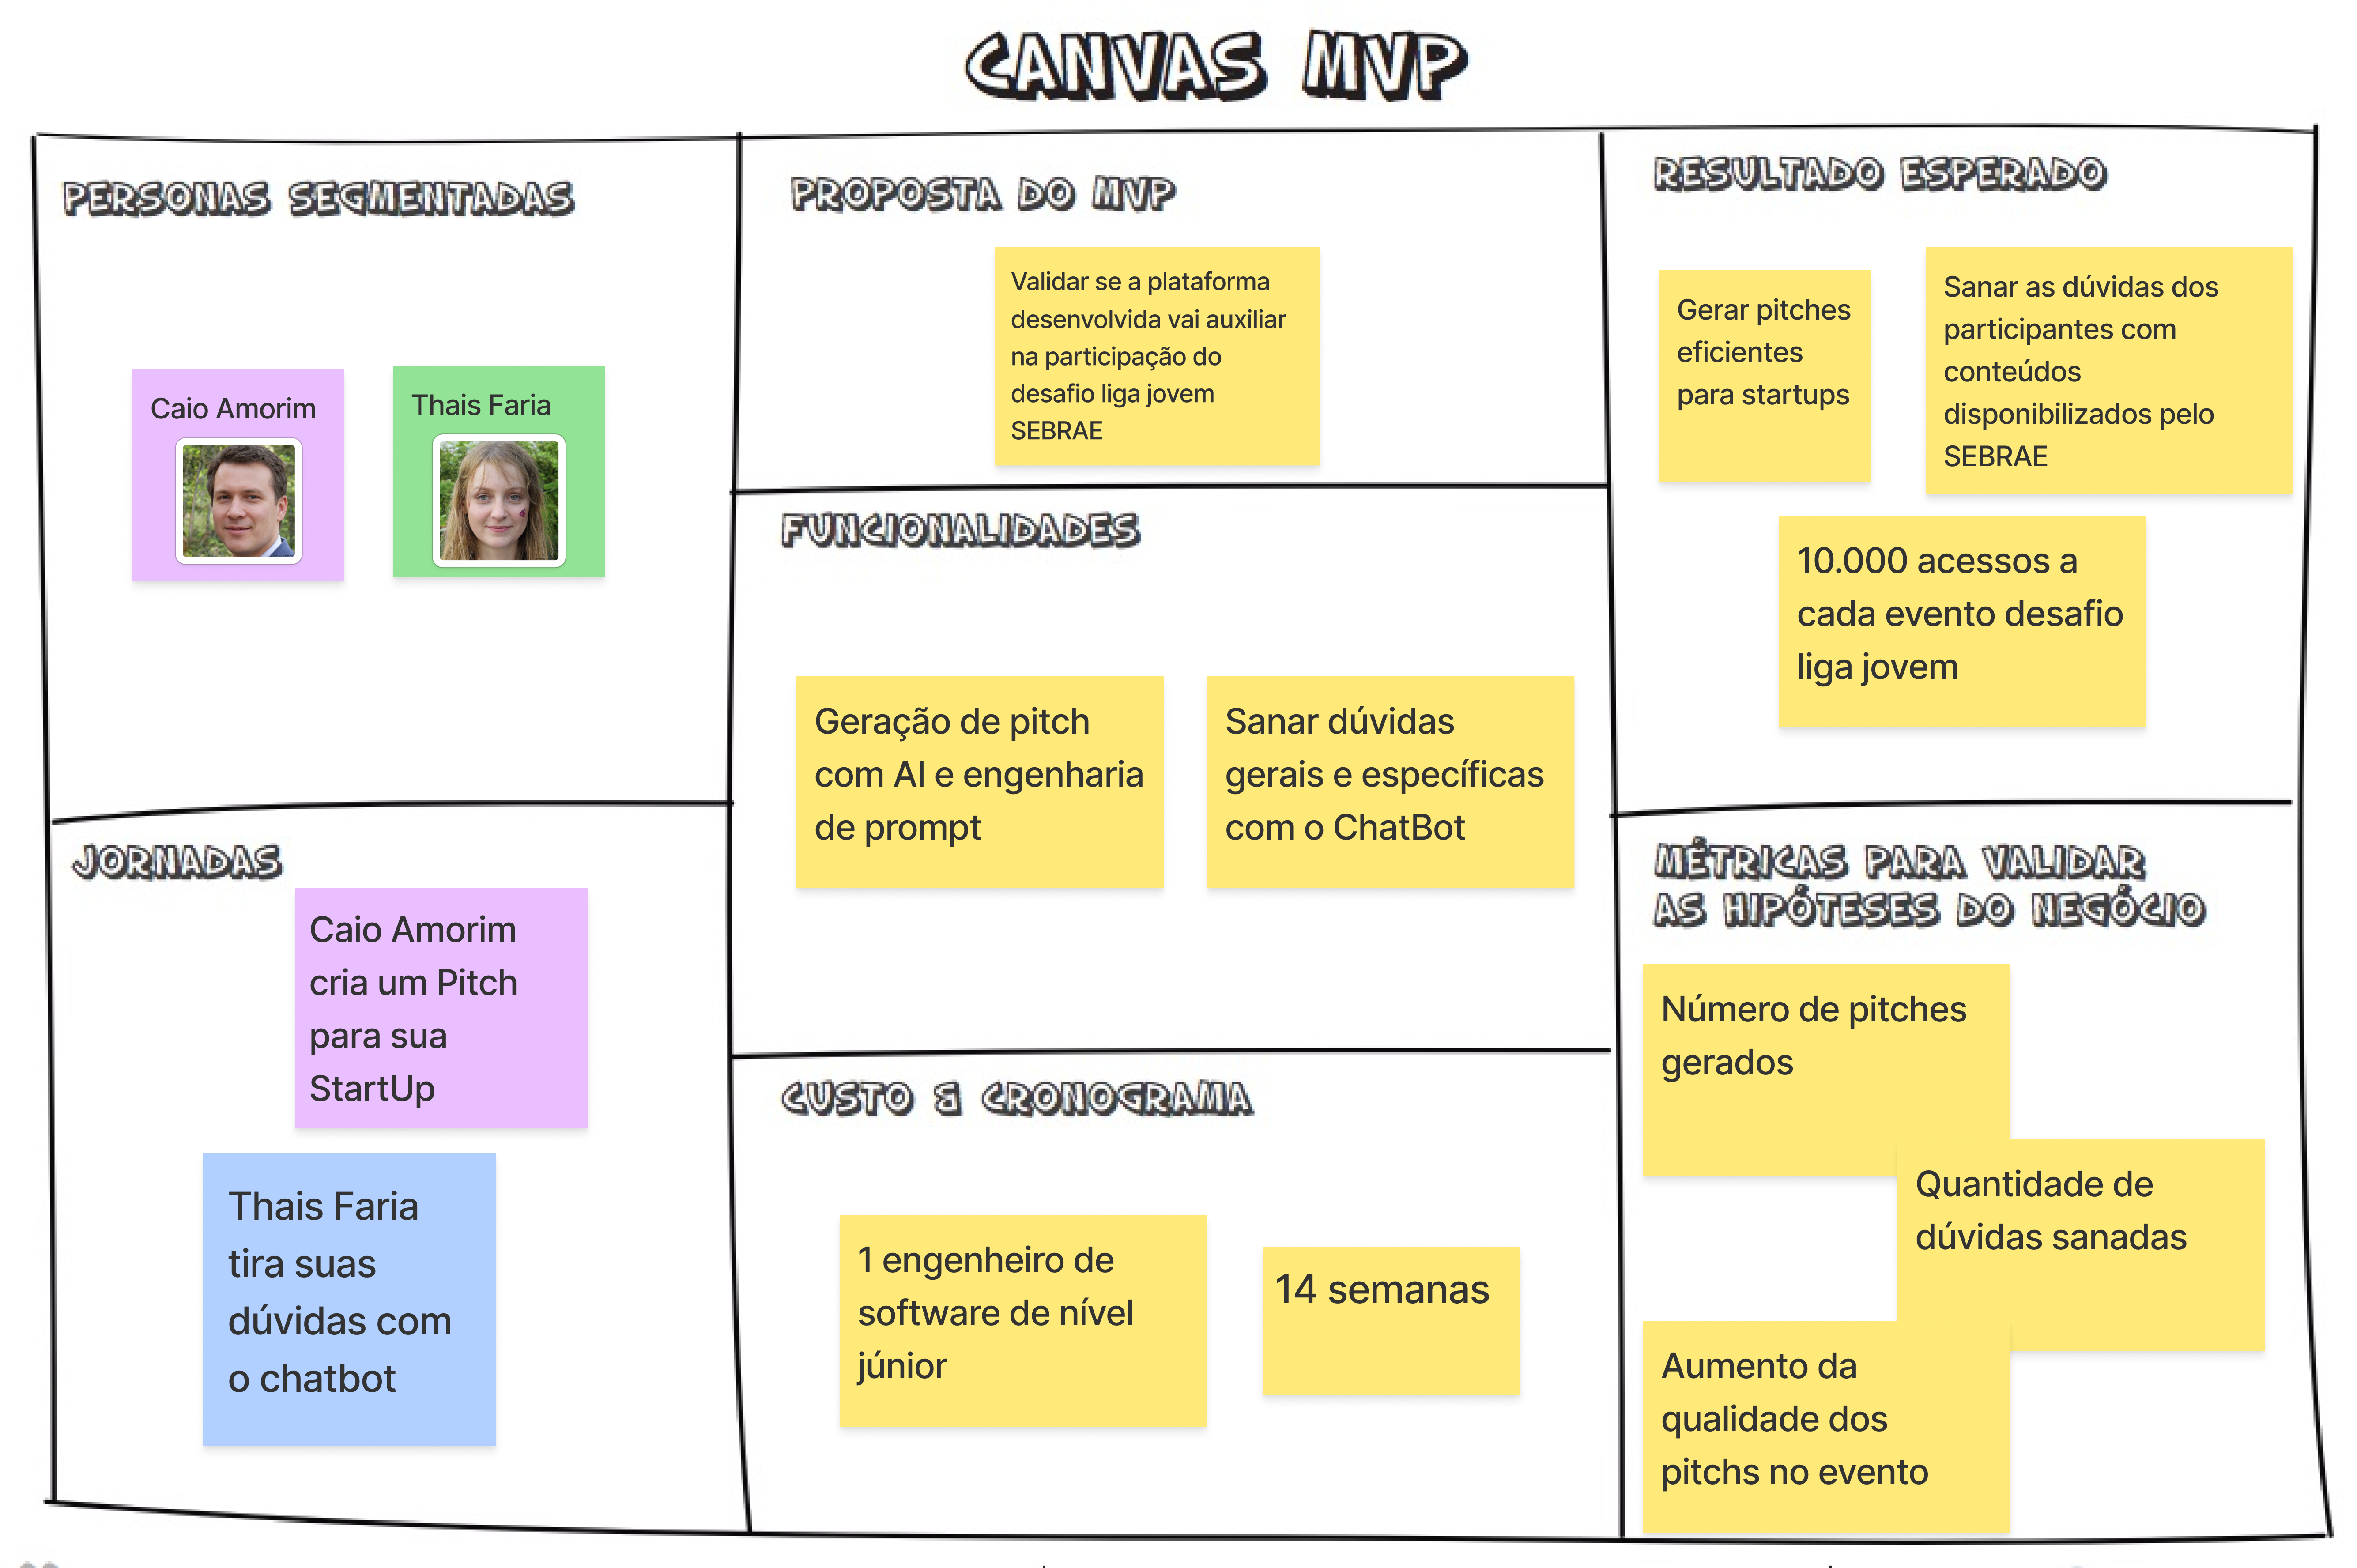 CANVAS MVP
PERSONAS SEGMENTADAS
Caio Amorim
Thais Faria
JORNADAS
Caio Amorim
cria um Pitch
para sua
StartUp
Thais Faria
tira suas
dúvidas com
o chatbot
PROPOSTA DO MVP
Validar se a plataforma
desenvolvida vai auxiliar
na participação do
desafio liga jovem
SEBRAE
FUNCIONALIDADES
Geração de pitch
com AI e engenharia
de prompt
Sanar dúvidas
gerais e específicas
com o ChatBot
CUSTO & CRONOGRAMA
1 engenheiro de
software de nível
júnior
14 semanas
RESULTADO ESPERADO
Gerar pitches
eficientes
para startups
Sanar as dúvidas dos
participantes com
conteúdos
disponibilizados pelo
SEBRAE
10.000 acessos a
cada evento desafio
liga jovem
MÉTRICAS PARA VALIDAR
AS HIPÓTESES DO NEGÓCIO
Número de pitches
gerados
Quantidade de
dúvidas sanadas
Aumento da
qualidade dos
pitchs no evento